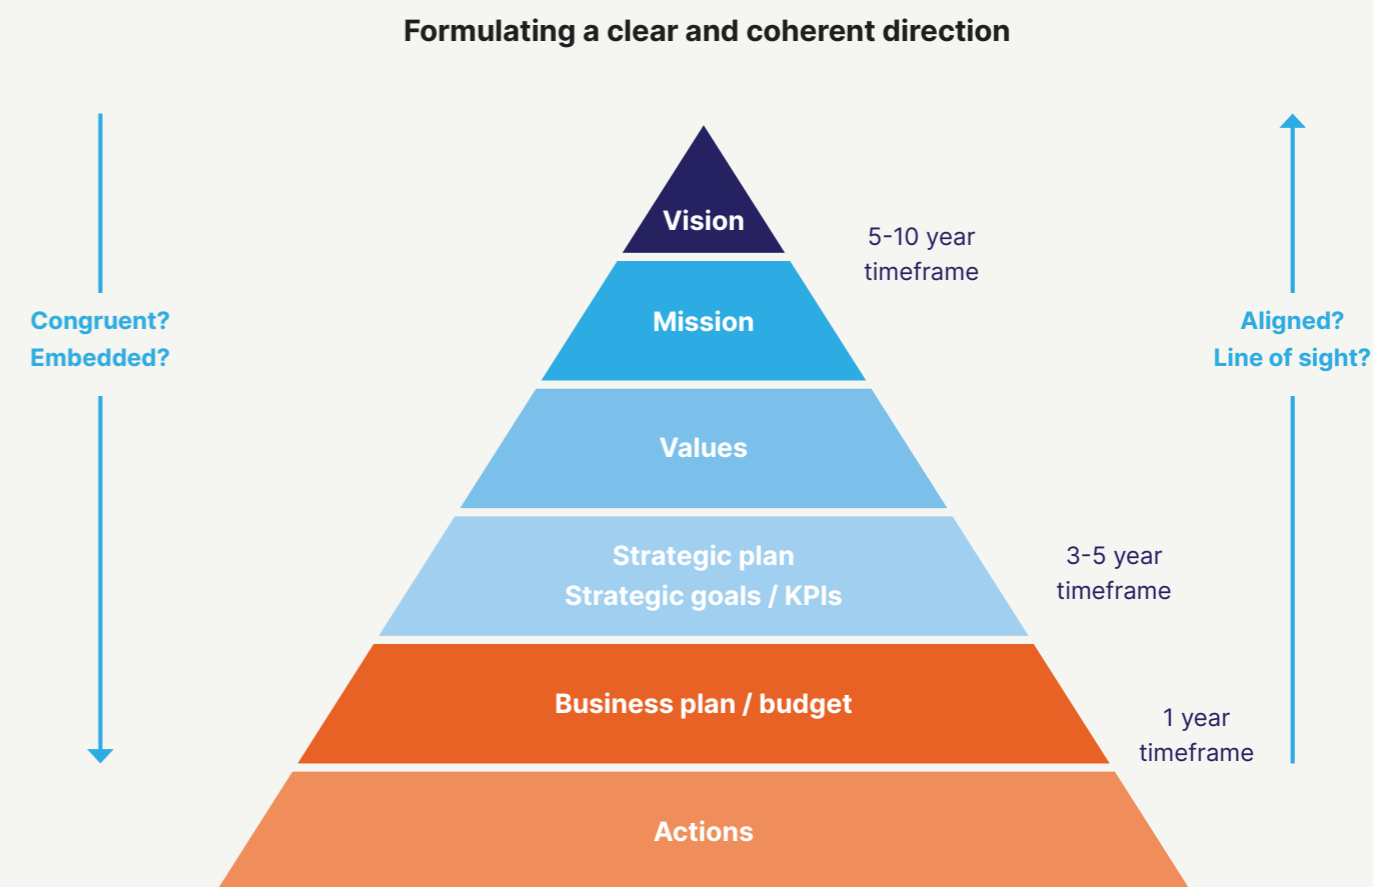 Formulating a clear and coherent direction
Vision
5-10 year
timeframe
Mission
Congruent?
Embedded?
Aligned?
Line of sight?
Values
Strategic plan
Strategic goals / KPIs
3-5 year
timeframe
Business plan / budget
1 year
timeframe
Actions